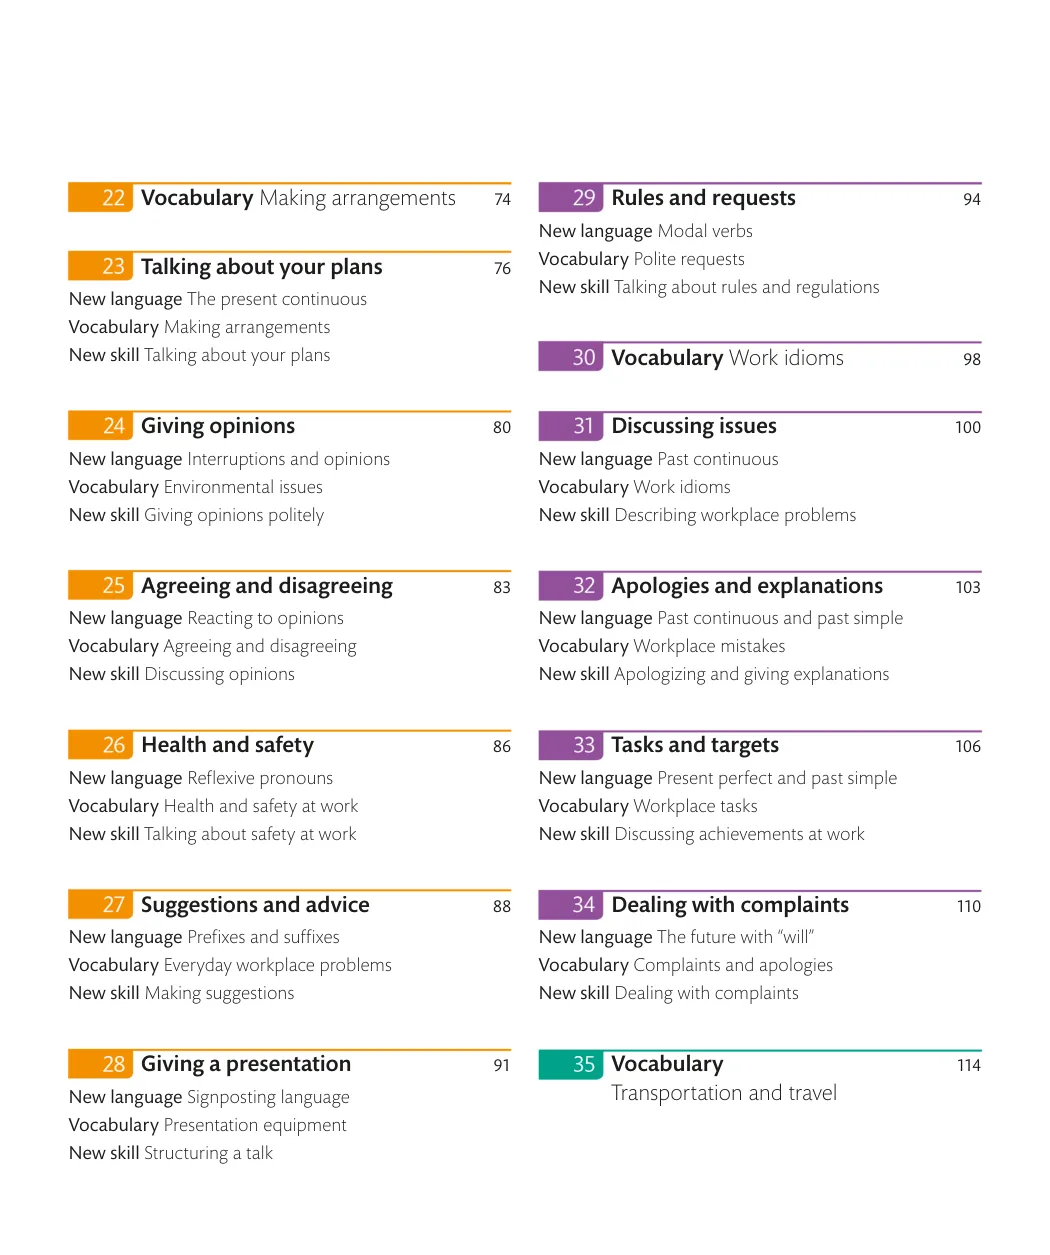 22 Vocabulary Making arrangements 74
23 Talking about your plans 76
New language The present continuous
Vocabulary Making arrangements
New skill Talking about your plans
24 Giving opinions 80
New language Interruptions and opinions
Vocabulary Environmental issues
New skill Giving opinions politely
25 Agreeing and disagreeing 83
New language Reacting to opinions
Vocabulary Agreeing and disagreeing
New skill Discussing opinions
26 Health and safety 86
New language Reflexive pronouns
Vocabulary Health and safety at work
New skill Talking about safety at work
27 Suggestions and advice 88
New language Prefixes and suffixes
Vocabulary Everyday workplace problems
New skill Making suggestions
28 Giving a presentation 91
New language Signposting language
Vocabulary Presentation equipment
New skill Structuring a talk
29 Rules and requests 94
New language Modal verbs
Vocabulary Polite requests
New skill Talking about rules and regulations
30 Vocabulary Work idioms 98
31 Discussing issues 100
New language Past continuous
Vocabulary Work idioms
New skill Describing workplace problems
32 Apologies and explanations 103
New language Past continuous and past simple
Vocabulary Workplace mistakes
New skill Apologizing and giving explanations
33 Tasks and targets 106
New language Present perfect and past simple
Vocabulary Workplace tasks
New skill Discussing achievements at work
34 Dealing with complaints 110
New language The future with “will”
Vocabulary Complaints and apologies
New skill Dealing with complaints
35 Vocabulary 114
Transportation and travel